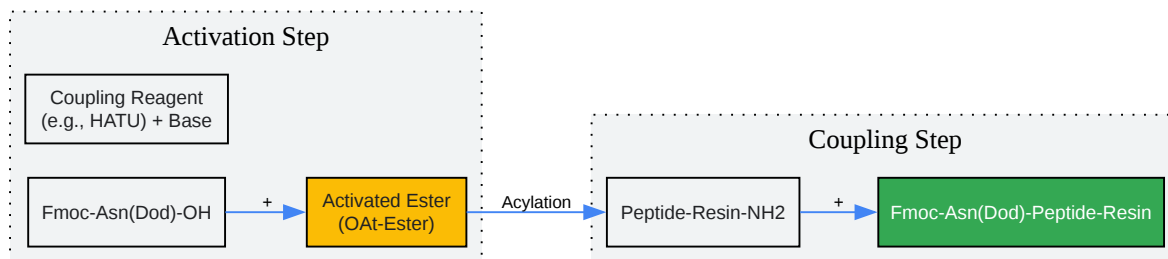 Activation Step
Coupling Reagent
(e.g., HATU) + Base
Fmoc-Asn(Dod)-OH
+
Activated Ester
(OAt-Ester)
Acylation
Coupling Step
Peptide-Resin-NH2
+
Fmoc-Asn(Dod)-Peptide-Resin